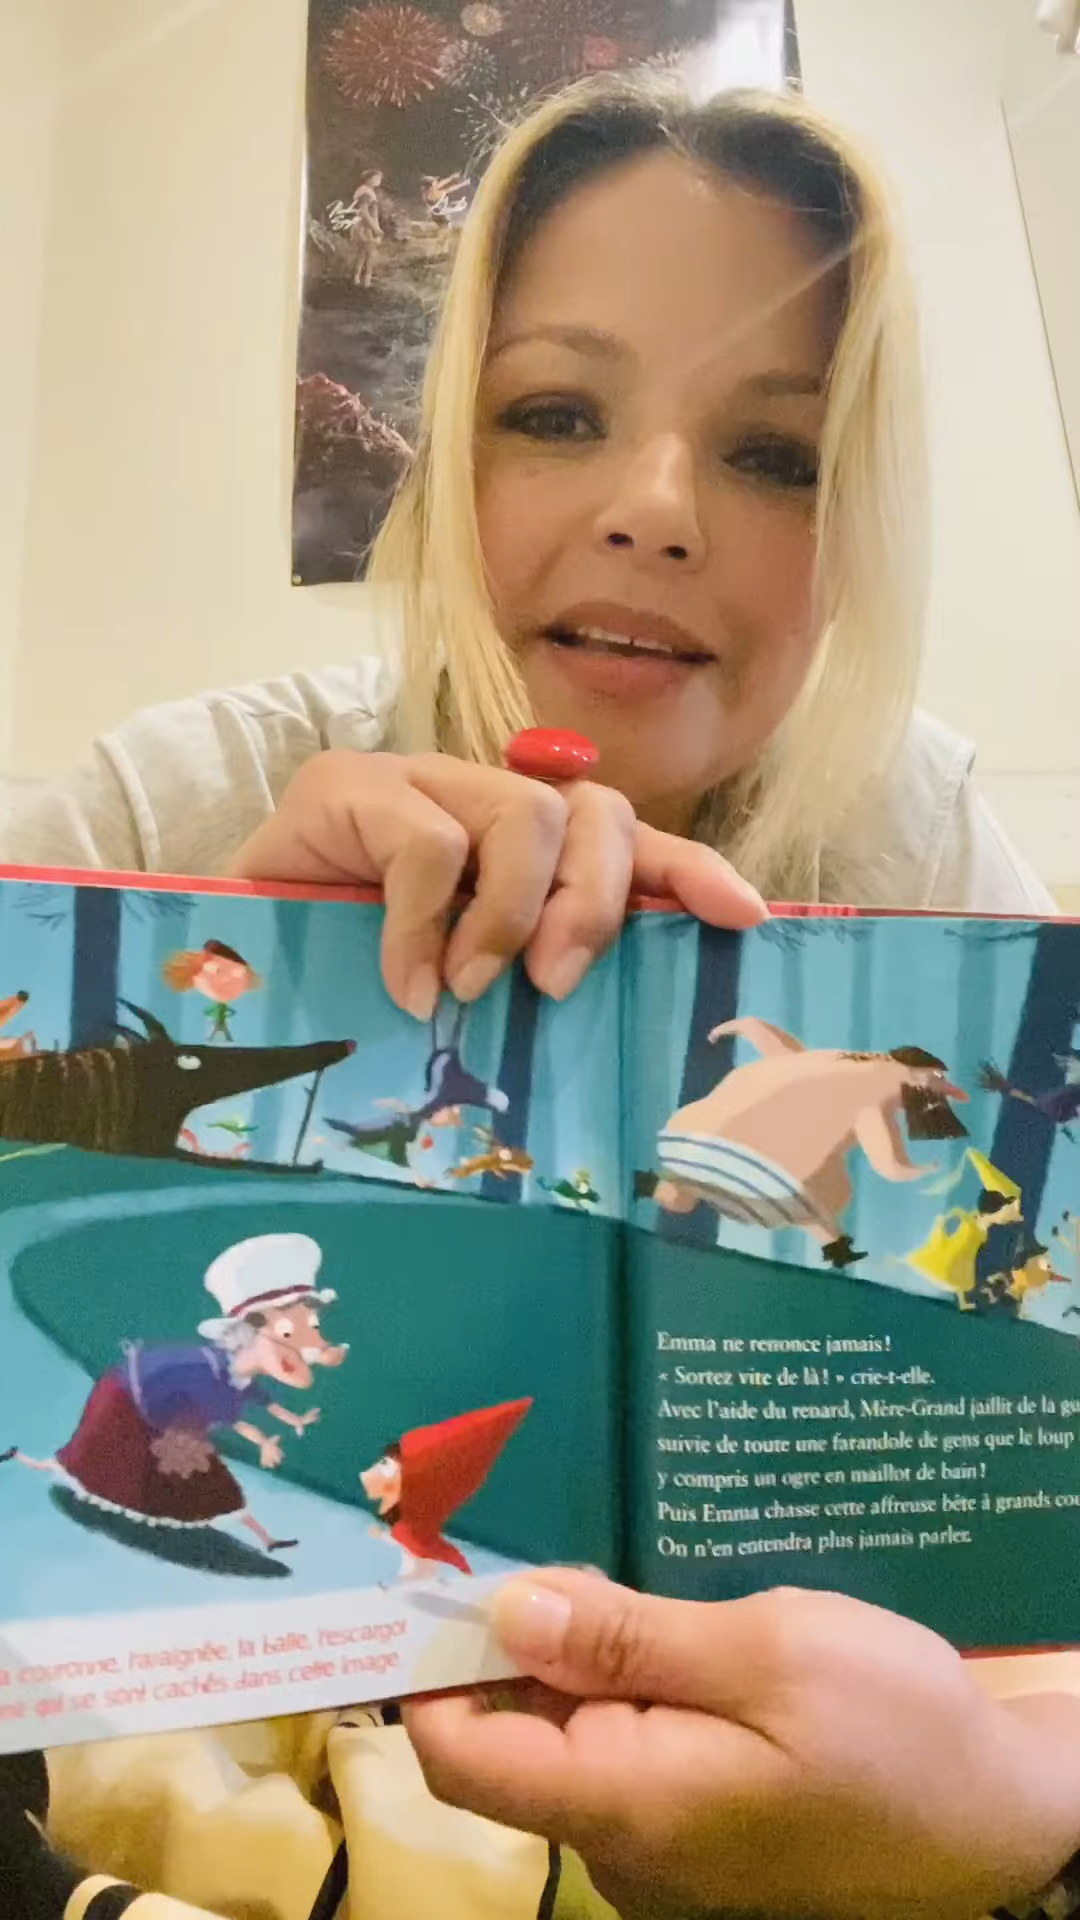 Emma ne renonce jamais !
« Sortez vite de là ! » crie-t-elle.
Avec l'aide du renard, Mère-Grand jaillit de la gu
suivie de toute une farandole de gens que le loup
y compris un ogre en maillot de bain !
Puis Emma chasse cette affreuse bête à grands cou
On n'en entendra plus jamais parler.
a couronne, l'araignée, la balle, l'escargot
qui se sont cachés dans cette image